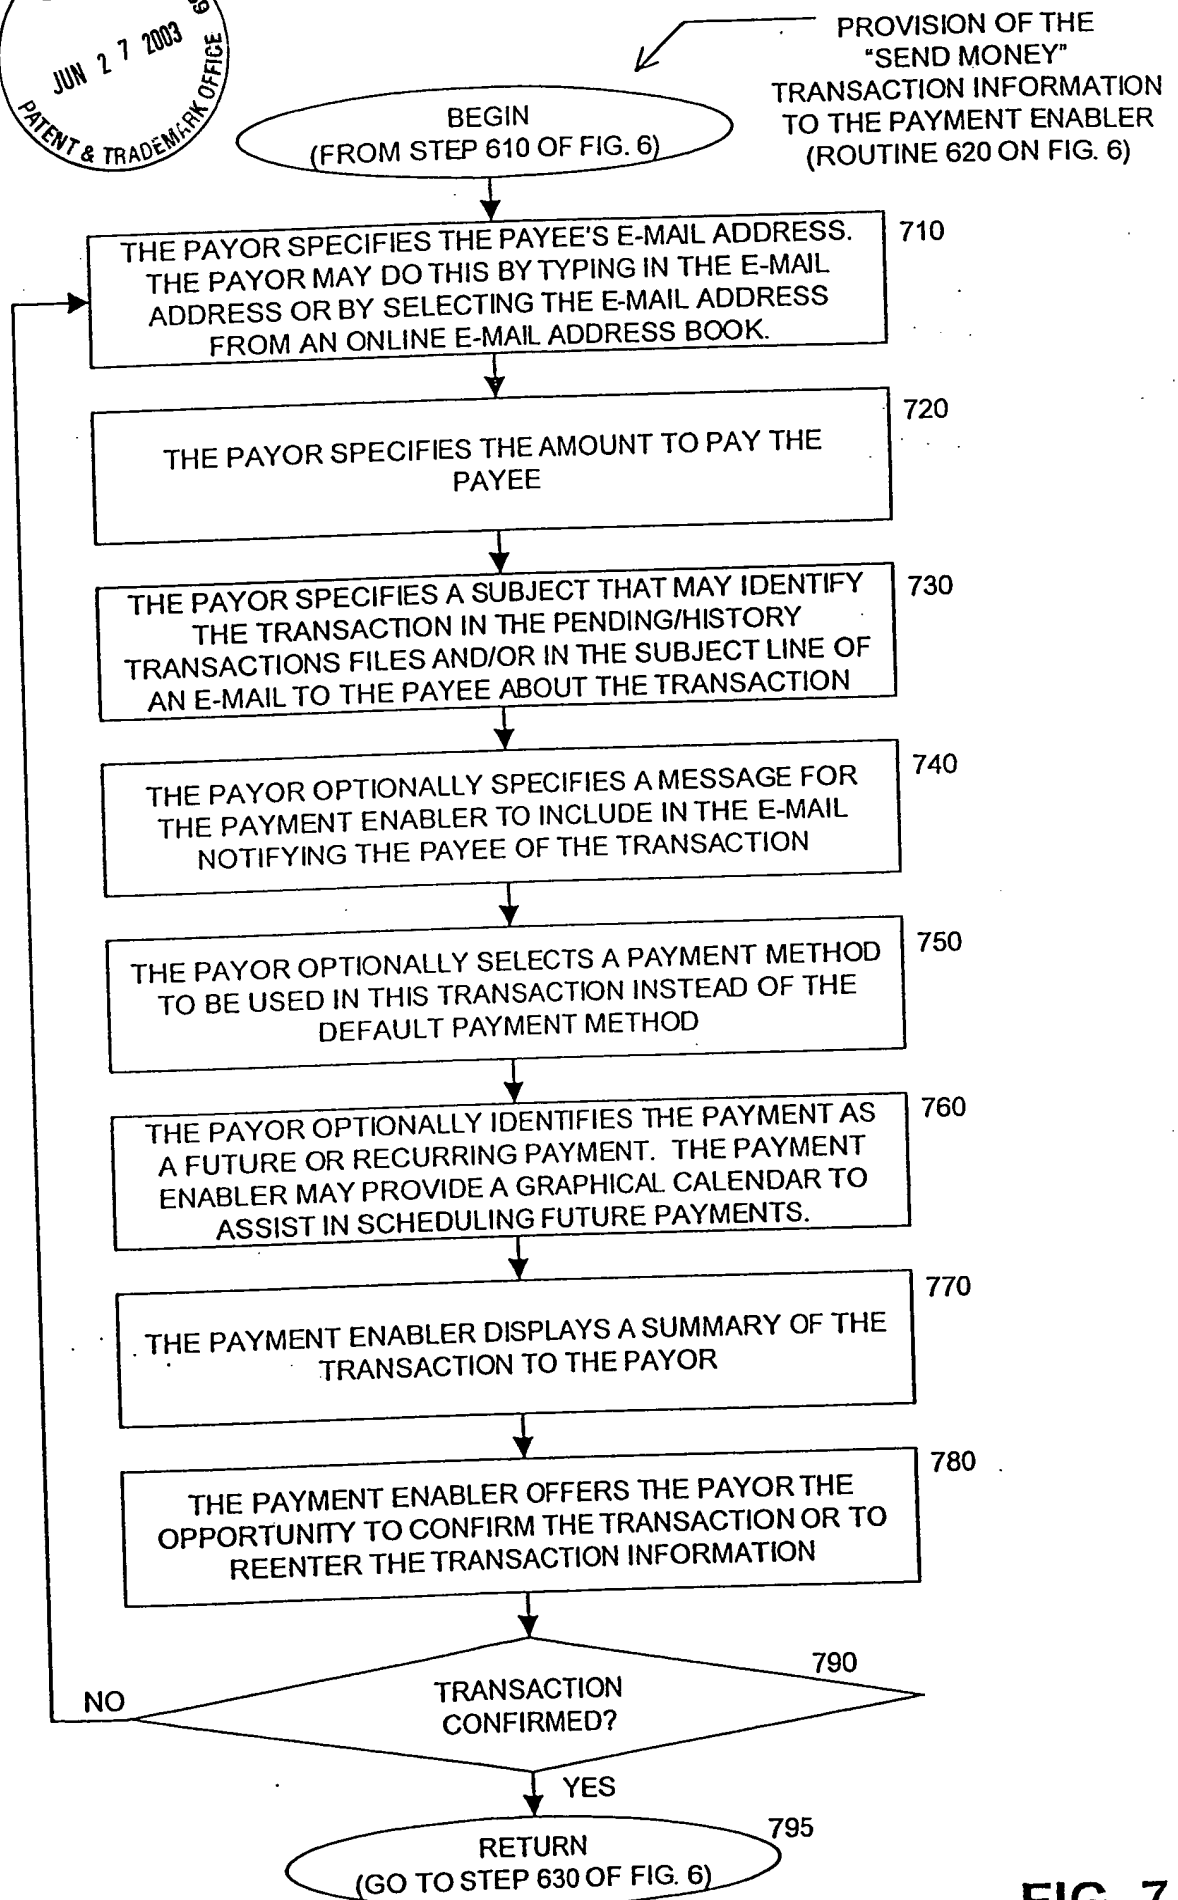 JUN 27 2003
PATENT & TRADEMARK OFFICE
PROVISION OF THE
"SEND MONEY"
TRANSACTION INFORMATION
TO THE PAYMENT ENABLER
(ROUTINE 620 ON FIG. 6)
BEGIN
(FROM STEP 610 OF FIG. 6)
710
THE PAYOR SPECIFIES THE PAYEE'S E-MAIL ADDRESS.
THE PAYOR MAY DO THIS BY TYPING IN THE E-MAIL
ADDRESS OR BY SELECTING THE E-MAIL ADDRESS
FROM AN ONLINE E-MAIL ADDRESS BOOK.
720
THE PAYOR SPECIFIES THE AMOUNT TO PAY THE
PAYEE
730
THE PAYOR SPECIFIES A SUBJECT THAT MAY IDENTIFY
THE TRANSACTION IN THE PENDING/HISTORY
TRANSACTIONS FILES AND/OR IN THE SUBJECT LINE OF
AN E-MAIL TO THE PAYEE ABOUT THE TRANSACTION
740
THE PAYOR OPTIONALLY SPECIFIES A MESSAGE FOR
THE PAYMENT ENABLER TO INCLUDE IN THE E-MAIL
NOTIFYING THE PAYEE OF THE TRANSACTION
750
THE PAYOR OPTIONALLY SELECTS A PAYMENT METHOD
TO BE USED IN THIS TRANSACTION INSTEAD OF THE
DEFAULT PAYMENT METHOD
760
THE PAYOR OPTIONALLY IDENTIFIES THE PAYMENT AS
A FUTURE OR RECURRING PAYMENT. THE PAYMENT
ENABLER MAY PROVIDE A GRAPHICAL CALENDAR TO
ASSIST IN SCHEDULING FUTURE PAYMENTS.
770
THE PAYMENT ENABLER DISPLAYS A SUMMARY OF THE
TRANSACTION TO THE PAYOR
780
THE PAYMENT ENABLER OFFERS THE PAYOR THE
OPPORTUNITY TO CONFIRM THE TRANSACTION OR TO
REENTER THE TRANSACTION INFORMATION
790
TRANSACTION
CONFIRMED?
NO
YES
795
RETURN
(GO TO STEP 630 OF FIG. 6)
FIG. 7